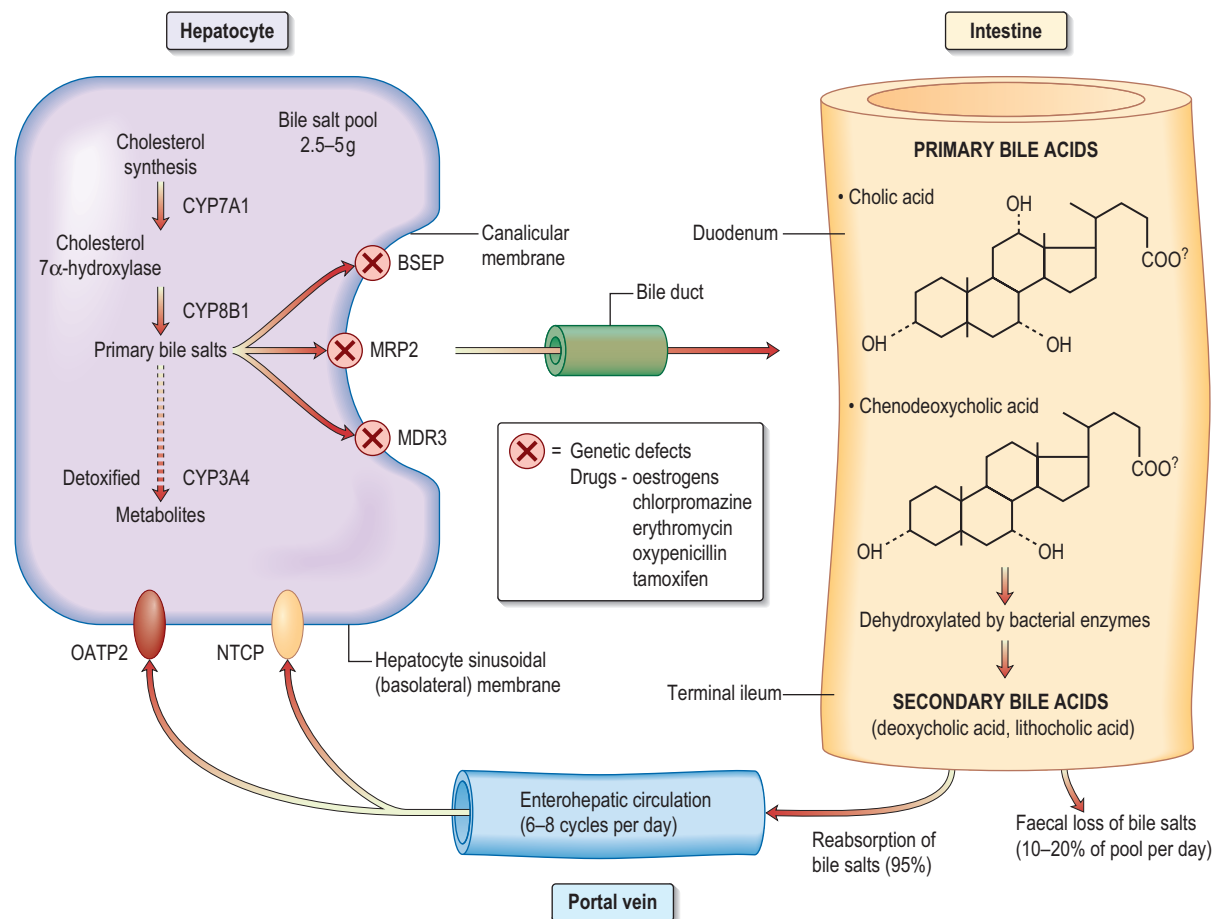 Hepatocyte
Bile salt pool
2.5–5 g
Cholesterol
synthesis
CYP7A1
Cholesterol
7α-hydroxylase
CYP8B1
Primary bile salts
Detoxified
CYP3A4
Metabolites
Canalicular
membrane
BSEP
MRP2
MDR3
OATP2
NTCP
Hepatocyte sinusoidal
(basolateral) membrane
Bile duct
= Genetic defects
Drugs - oestrogens
chlorpromazine
erythromycin
oxypenicillin
tamoxifen
Intestine
Duodenum
PRIMARY BILE ACIDS
• Cholic acid
OH
COO?
OH
OH
• Chenodeoxycholic acid
COO?
OH
OH
Dehydroxylated by bacterial enzymes
Terminal ileum
SECONDARY BILE ACIDS
(deoxycholic acid, lithocholic acid)
Enterohepatic circulation
(6–8 cycles per day)
Reabsorption of
bile salts (95%)
Faecal loss of bile salts
(10–20% of pool per day)
Portal vein